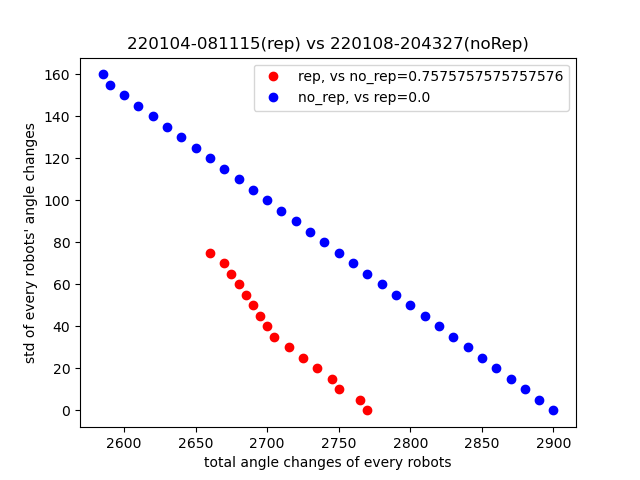 220104-081115(rep) vs 220108-204327(noRep)
rep, vs no_rep=0.7575757575757576
no_rep, vs rep=0.0
std of every robots' angle changes
160
140
120
100
80
60
40
20
0
2600 2650 2700 2750 2800 2850 2900
total angle changes of every robots